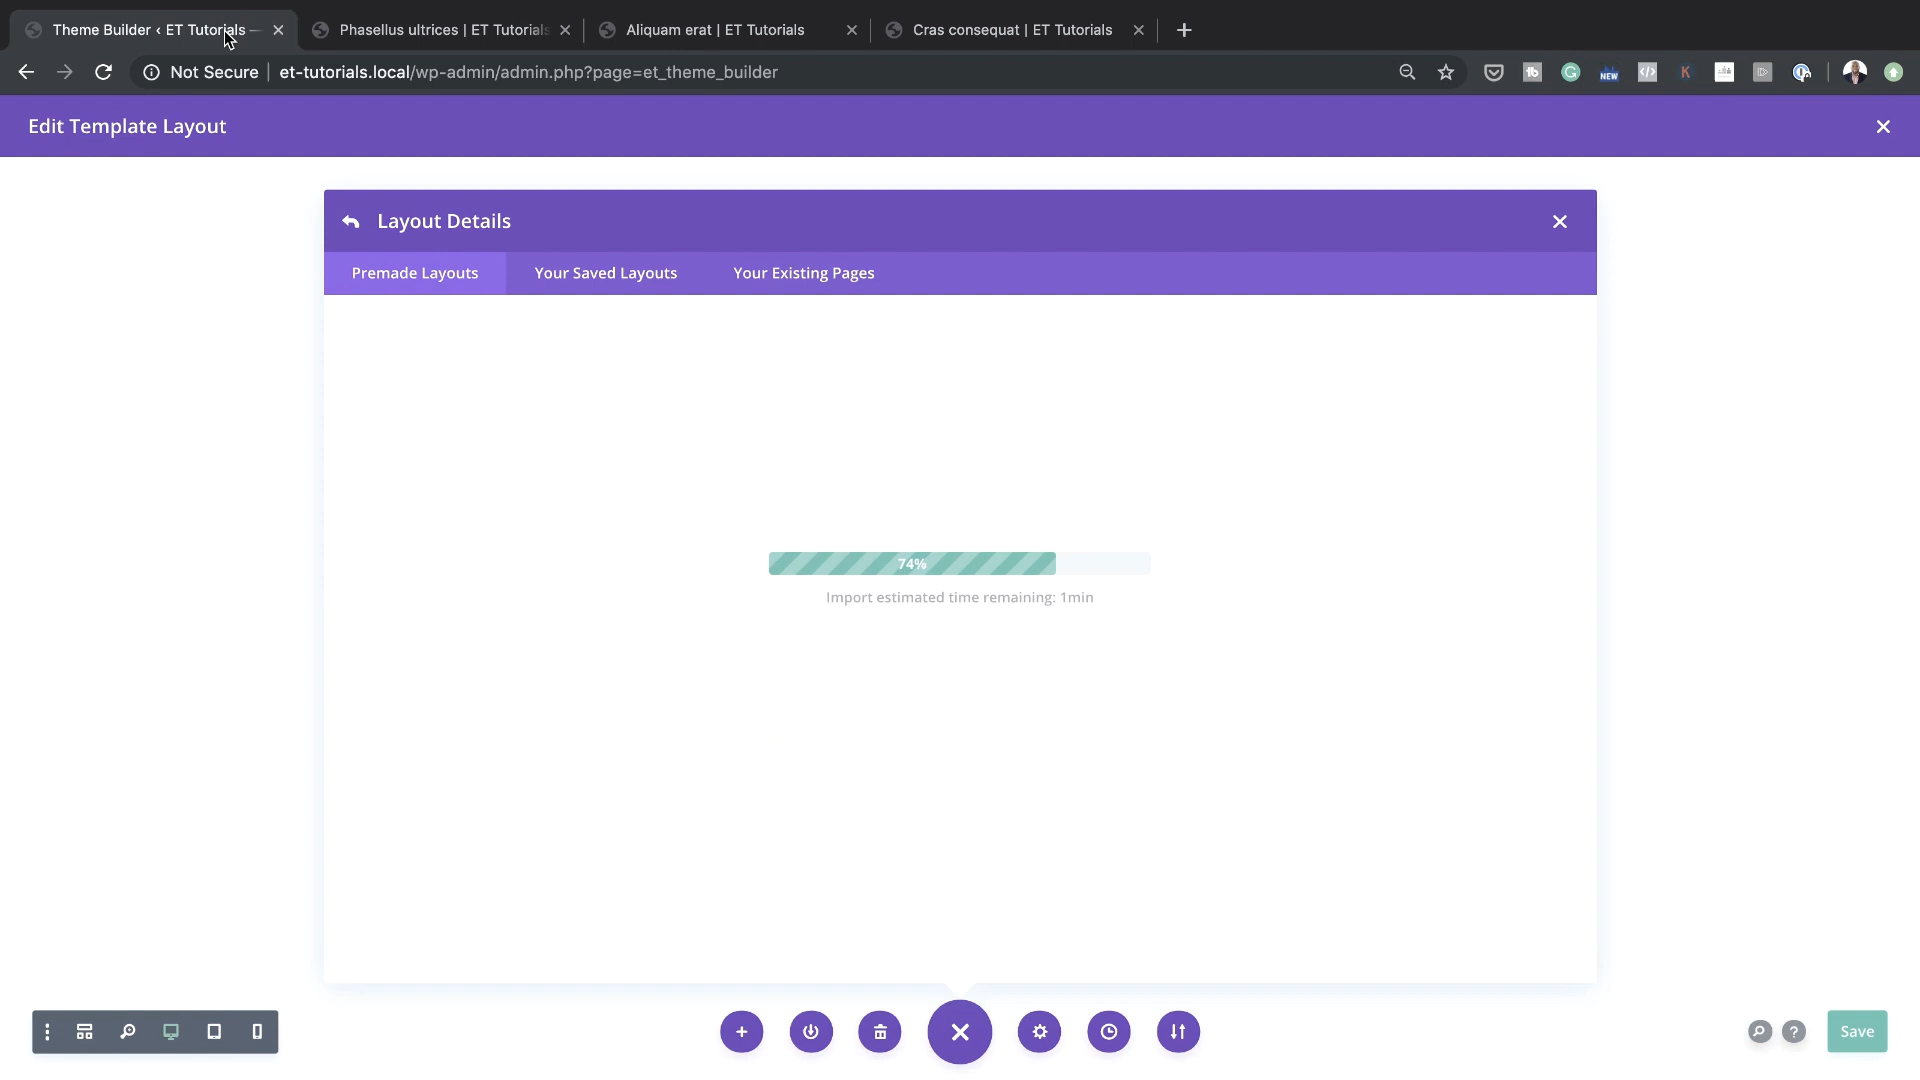 Theme Builder ‹ ET Tutorials —
Phasellus ultrices | ET Tutorials
Aliquam erat | ET Tutorials
Cras consequat | ET Tutorials
Not Secure
et-tutorials.local/wp-admin/admin.php?page=et_theme_builder
NEW
Edit Template Layout
Layout Details
Premade Layouts
Your Saved Layouts
Your Existing Pages
74%
Import estimated time remaining: 1min
Save